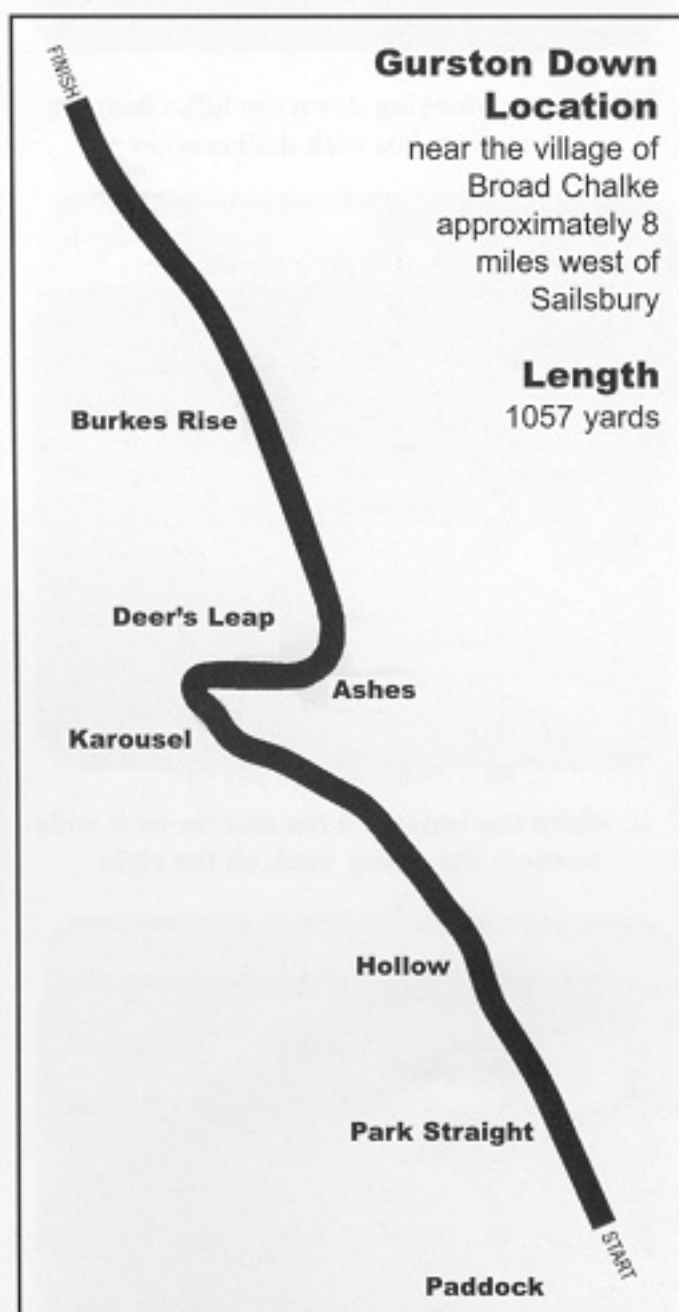 FINISH
Gurston Down
Location
near the village of
Broad Chalke
approximately 8
miles west of
Sailsbury
Length
1057 yards
Burkes Rise
Deer's Leap
Ashes
Karousel
Hollow
Park Straight
START
Paddock